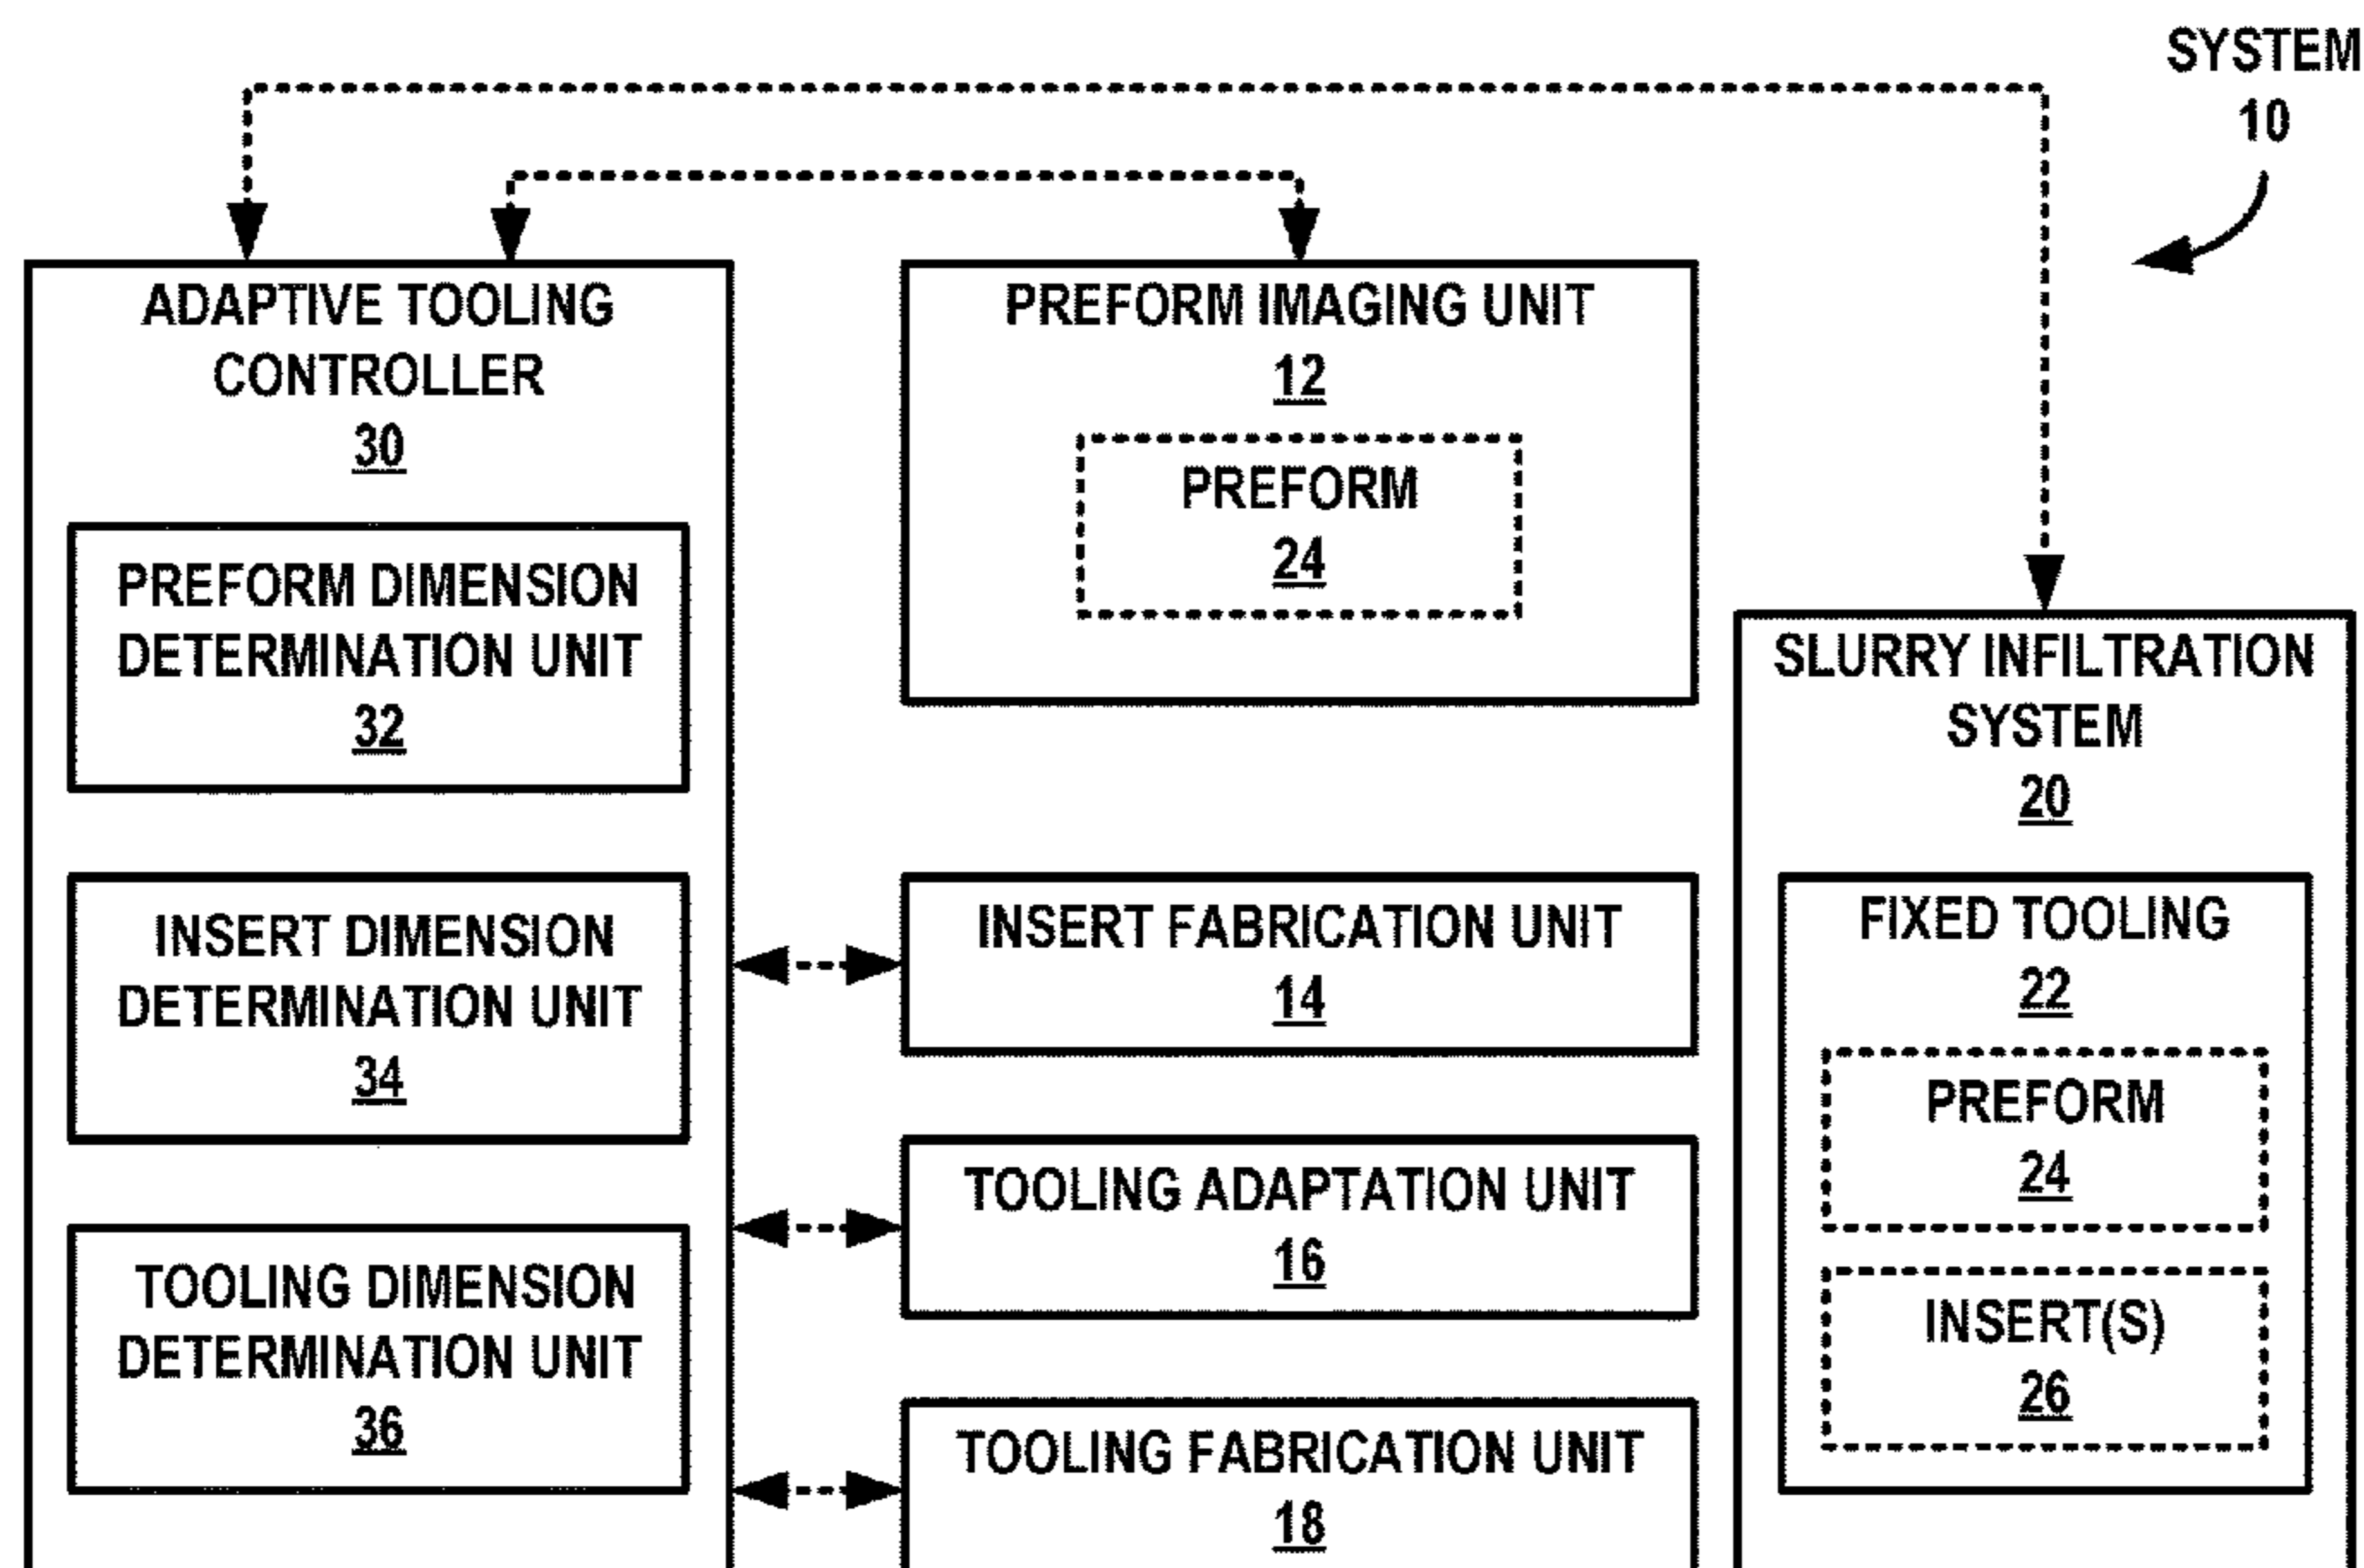 SYSTEM
10
ADAPTIVE TOOLING
CONTROLLER
30
PREFORM DIMENSION
DETERMINATION UNIT
32
INSERT DIMENSION
DETERMINATION UNIT
34
TOOLING DIMENSION
DETERMINATION UNIT
36
PREFORM IMAGING UNIT
12
PREFORM
24
INSERT FABRICATION UNIT
14
TOOLING ADAPTATION UNIT
16
TOOLING FABRICATION UNIT
18
SLURRY INFILTRATION
SYSTEM
20
FIXED TOOLING
22
PREFORM
24
INSERT(S)
26